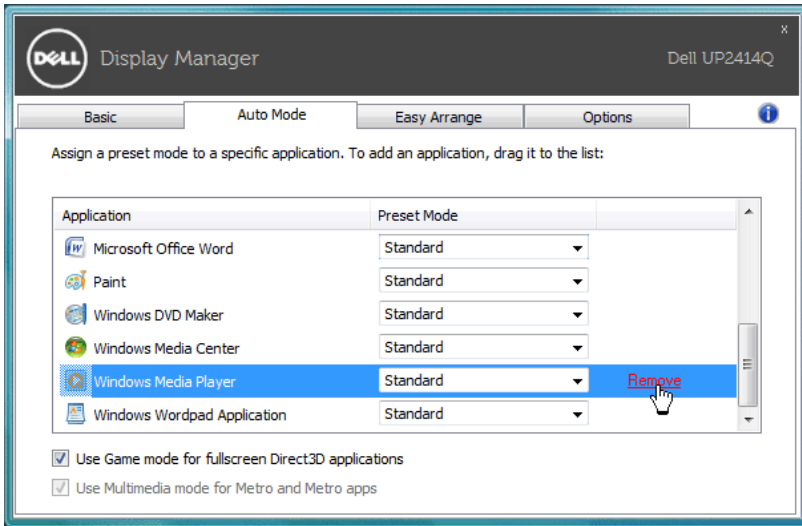 x
DELL Display Manager Dell UP2414Q
Basic Auto Mode Easy Arrange Options i
Assign a preset mode to a specific application. To add an application, drag it to the list:
Application Preset Mode
Microsoft Office Word Standard
Paint Standard
Windows DVD Maker Standard
Windows Media Center Standard
Windows Media Player Standard Remove
Windows Wordpad Application Standard
Use Game mode for fullscreen Direct3D applications
Use Multimedia mode for Metro and Metro apps